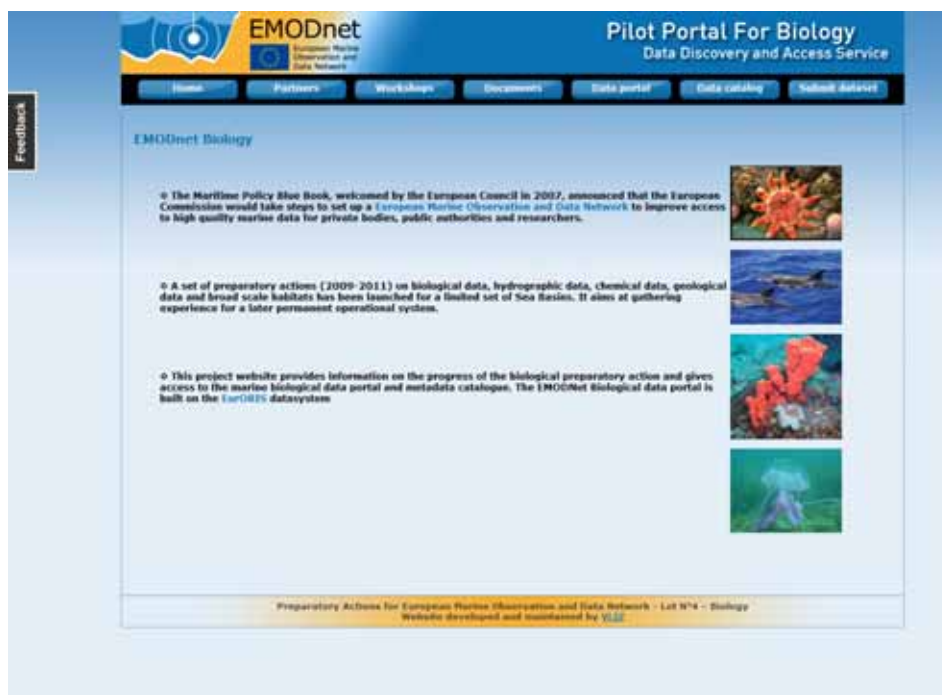 EMODnet
European Marine
Observation and
Data Network
Pilot Portal For Biology
Data Discovery and Access Service
Home
Partners
Workshops
Documents
Data portal
Data catalog
Submit dataset
Feedback
EMODnet Biology
The Maritime Policy Blue Book, welcomed by the European Council in 2007, announced that the European
Commission would take steps to set up a European Marine Observation and Data Network to improve access
to high quality marine data for private bodies, public authorities and researchers.
A set of preparatory actions (2009-2011) on biological data, hydrographic data, chemical data, geological
data and broad scale habitats has been launched for a limited set of Sea Basins. It aims at gathering
experience for a later permanent operational system.
This project website provides information on the progress of the biological preparatory action and gives
access to the marine biological data portal and metadata catalogue. The EMODNet Biological data portal is
built on the EurOBIS datasystem
Preparatory Actions for European Marine Observation and Data Network - Lot N°4 - Biology
Website developed and maintained by VLIZ